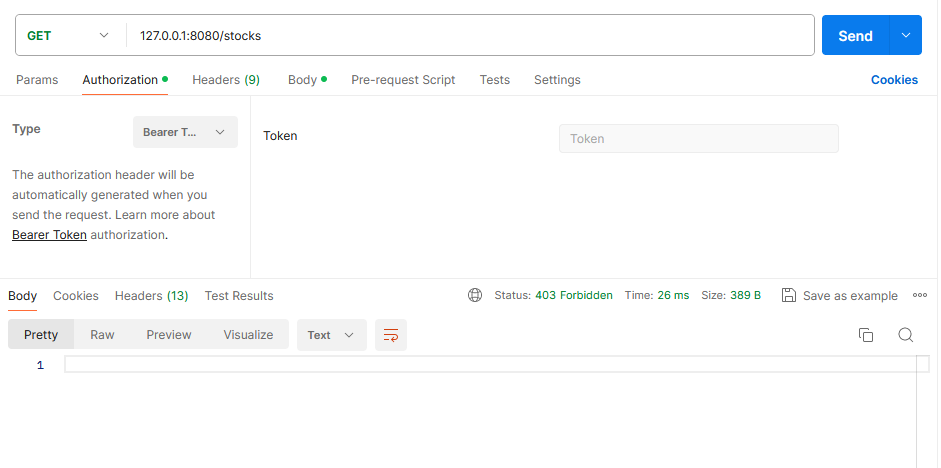 GET 127.0.0.1:8080/stocks Send
Params Authorization Headers (9) Body Pre-request Script Tests Settings Cookies
Type Bearer T... Token Token
The authorization header will be
automatically generated when you
send the request. Learn more about
Bearer Token authorization.
Body Cookies Headers (13) Test Results Status: 403 Forbidden Time: 26 ms Size: 389 B Save as example
Pretty Raw Preview Visualize Text
1